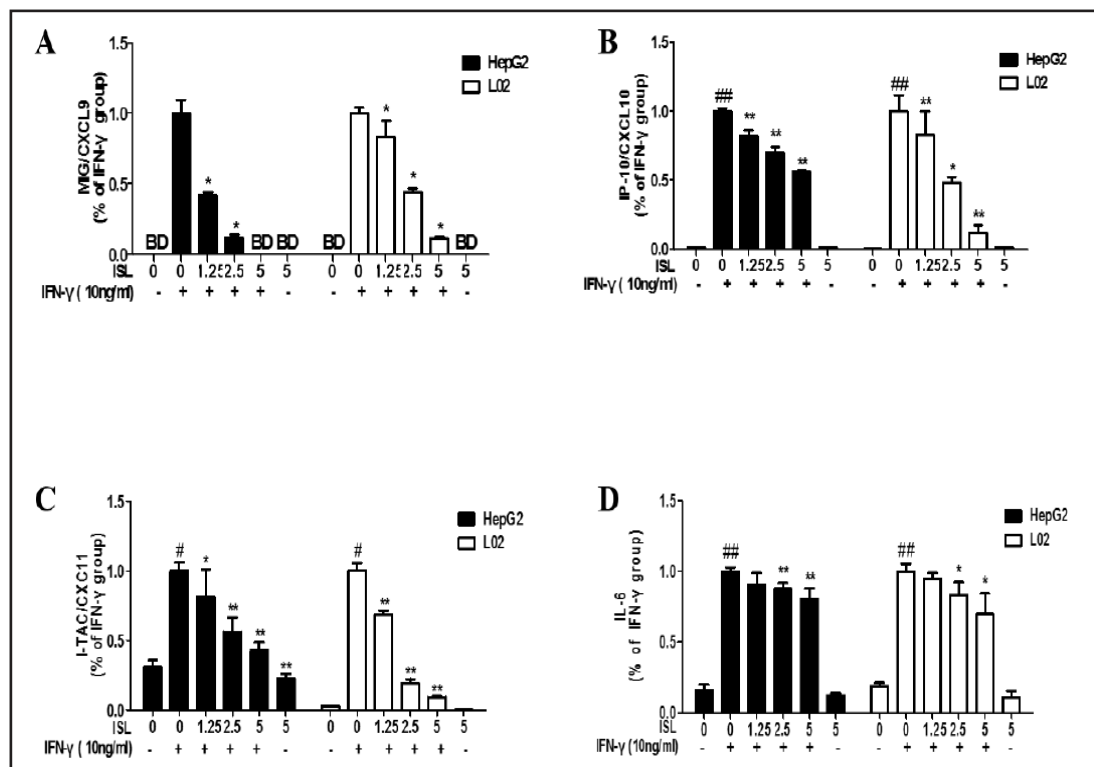 A
MIG/CXCL9
(% of IFN-γ group)
1.5
1.0
0.5
0.0
HepG2
L02
* * * * *
BD BD BD BD BD
ISL 0 0 1.25 2.5 5 5 0 0 1.25 2.5 5 5
IFN-γ ( 10ng/ml) - + + + + - - + + + + -
B
IP-10/CXCL10
(% of IFN-γ group)
1.5
1.0
0.5
0.0
HepG2
L02
## ** ** ** ## ** * **
ISL 0 0 1.25 2.5 5 5 0 0 1.25 2.5 5 5
IFN-γ ( 10ng/ml) - + + + + - - + + + + -
C
I-TAC/CXC11
(% of IFN-γ group)
1.5
1.0
0.5
0.0
HepG2
L02
# * ** ** ** # ** ** **
ISL 0 0 1.25 2.5 5 5 0 0 1.25 2.5 5 5
IFN-γ (10ng/ml) - + + + + - - + + + + -
D
IL-6
(% of IFN-γ group)
1.5
1.0
0.5
0.0
HepG2
L02
## ** ** ## * *
ISL 0 0 1.25 2.5 5 5 0 0 1.25 2.5 5 5
IFN-γ (10ng/ml) - + + + + - - + + + + -